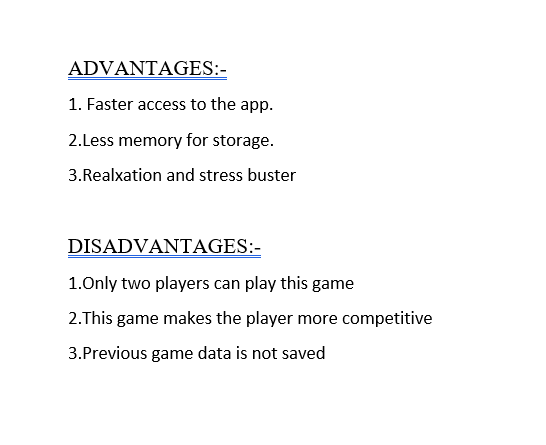 ADVANTAGES:-
1. Faster access to the app.
2.Less memory for storage.
3.Realxation and stress buster
DISADVANTAGES:-
1.Only two players can play this game
2.This game makes the player more competitive
3.Previous game data is not saved